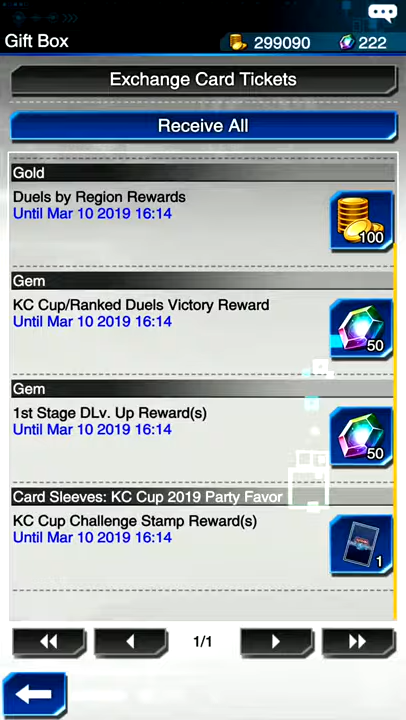 Gift Box
299090
222
Exchange Card Tickets
Receive All
Gold
Duels by Region Rewards
Until Mar 10 2019 16:14
100
Gem
KC Cup/Ranked Duels Victory Reward
Until Mar 10 2019 16:14
50
Gem
1st Stage DLv. Up Reward(s)
Until Mar 10 2019 16:14
50
Card Sleeves: KC Cup 2019 Party Favor
KC Cup Challenge Stamp Reward(s)
Until Mar 10 2019 16:14
1
1/1